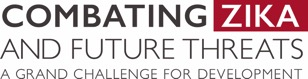 COMBATING ZIKA
AND FUTURE THREATS
A GRAND CHALLENGE FOR DEVELOPMENT